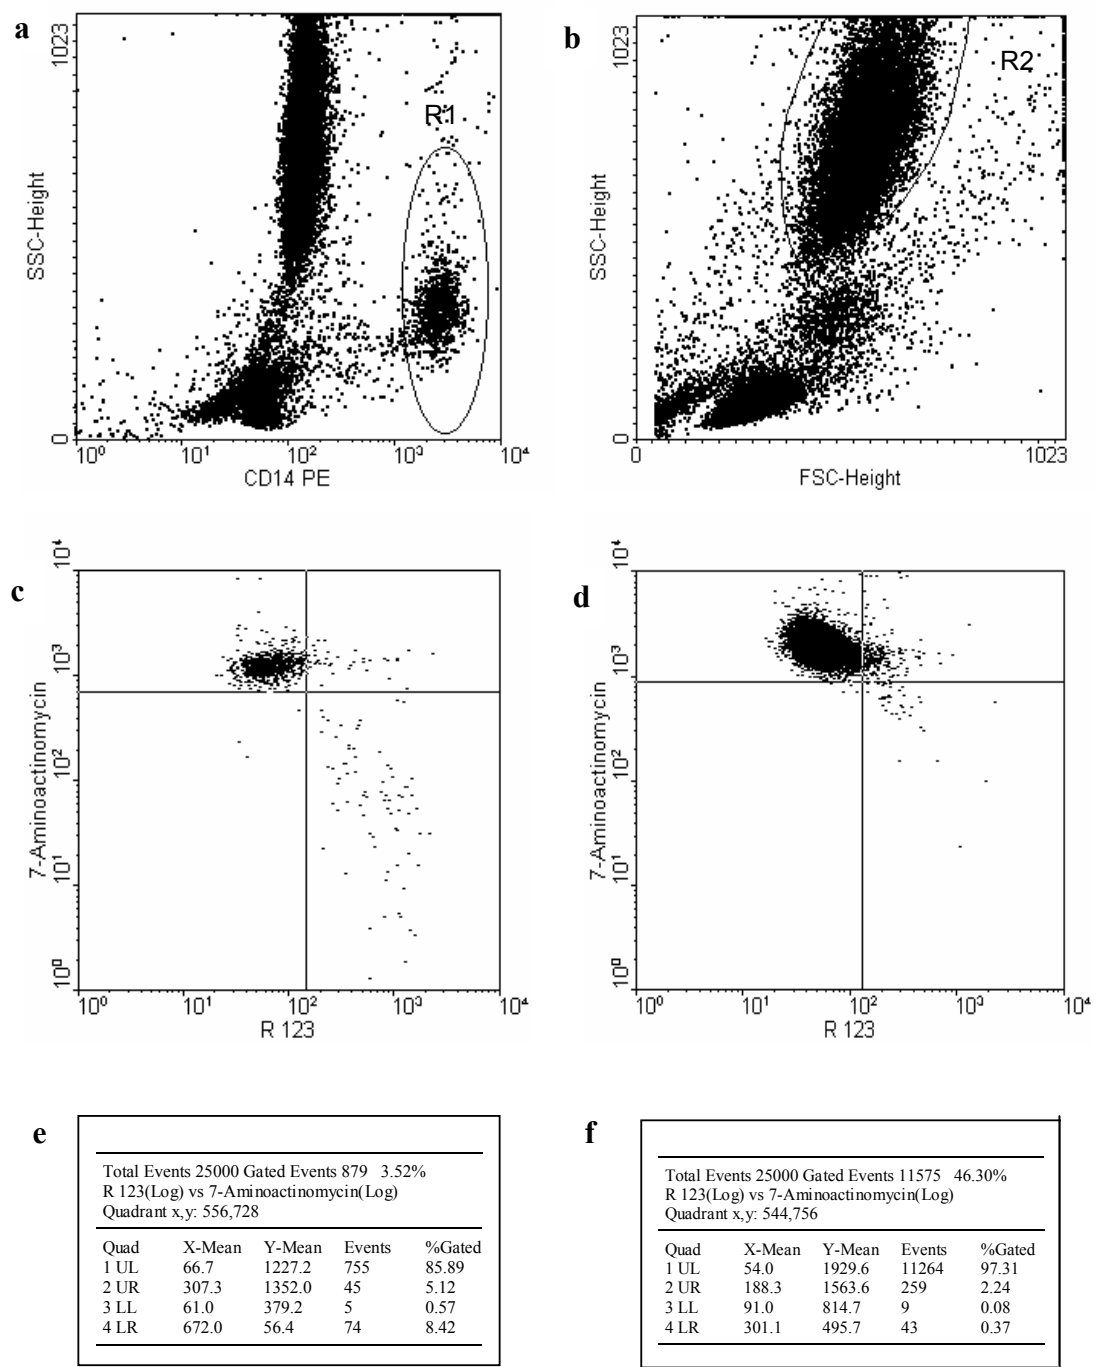 a
1023
SSC-Height
0
R1
10⁰ 10¹ 10² 10³ 10⁴
CD14 PE
b
1023
SSC-Height
0
R2
0 1023
FSC-Height
c
10⁴
10³
10²
10¹
10⁰
7-Aminoactinomycin
10⁰ 10¹ 10² 10³ 10⁴
R 123
d
10⁴
10³
10²
10¹
10⁰
7-Aminoactinomycin
10⁰ 10¹ 10² 10³ 10⁴
R 123
e
Total Events 25000 Gated Events 879 3.52%
R 123(Log) vs 7-Aminoactinomycin(Log)
Quadrant x,y: 556,728
Quad X-Mean Y-Mean Events %Gated
1 UL 66.7 1227.2 755 85.89
2 UR 307.3 1352.0 45 5.12
3 LL 61.0 379.2 5 0.57
4 LR 672.0 56.4 74 8.42
f
Total Events 25000 Gated Events 11575 46.30%
R 123(Log) vs 7-Aminoactinomycin(Log)
Quadrant x,y: 544,756
Quad X-Mean Y-Mean Events %Gated
1 UL 54.0 1929.6 11264 97.31
2 UR 188.3 1563.6 259 2.24
3 LL 91.0 814.7 9 0.08
4 LR 301.1 495.7 43 0.37